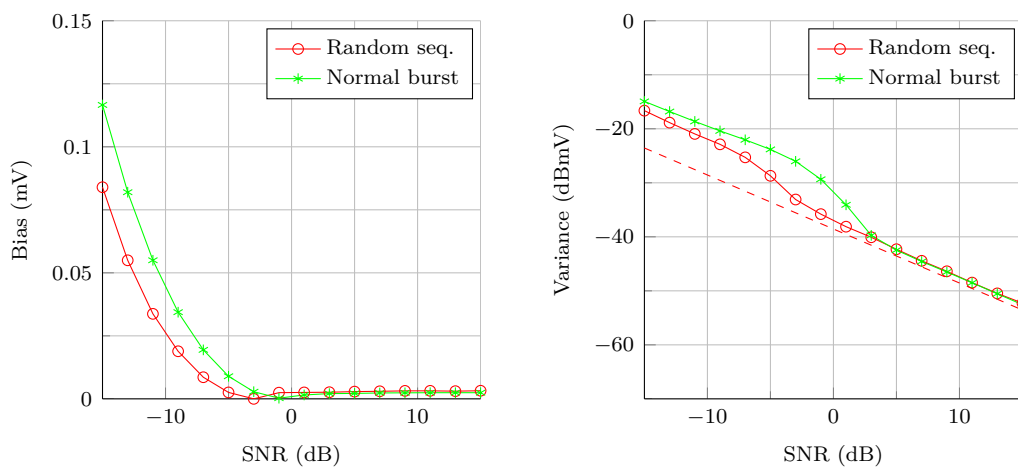 0.15
0.1
0.05
0
Bias (mV)
−10
0
10
SNR (dB)
Random seq.
Normal burst
0
−20
−40
−60
Variance (dBmV)
−10
0
10
SNR (dB)
Random seq.
Normal burst